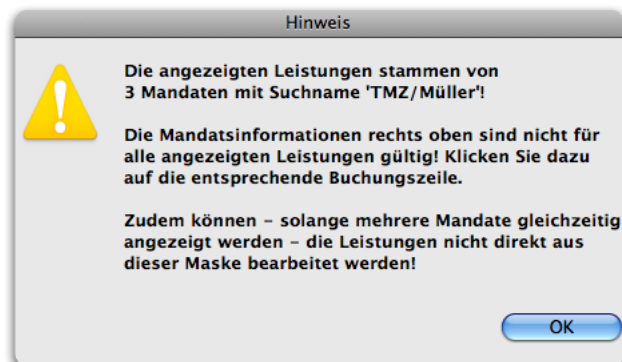 Hinweis
Die angezeigten Leistungen stammen von
3 Mandaten mit Suchname 'TMZ/Müller'!
Die Mandatsinformationen rechts oben sind nicht für
alle angezeigten Leistungen gültig! Klicken Sie dazu
auf die entsprechende Buchungszeile.
Zudem können – solange mehrere Mandate gleichzeitig
angezeigt werden – die Leistungen nicht direkt aus
dieser Maske bearbeitet werden!
OK